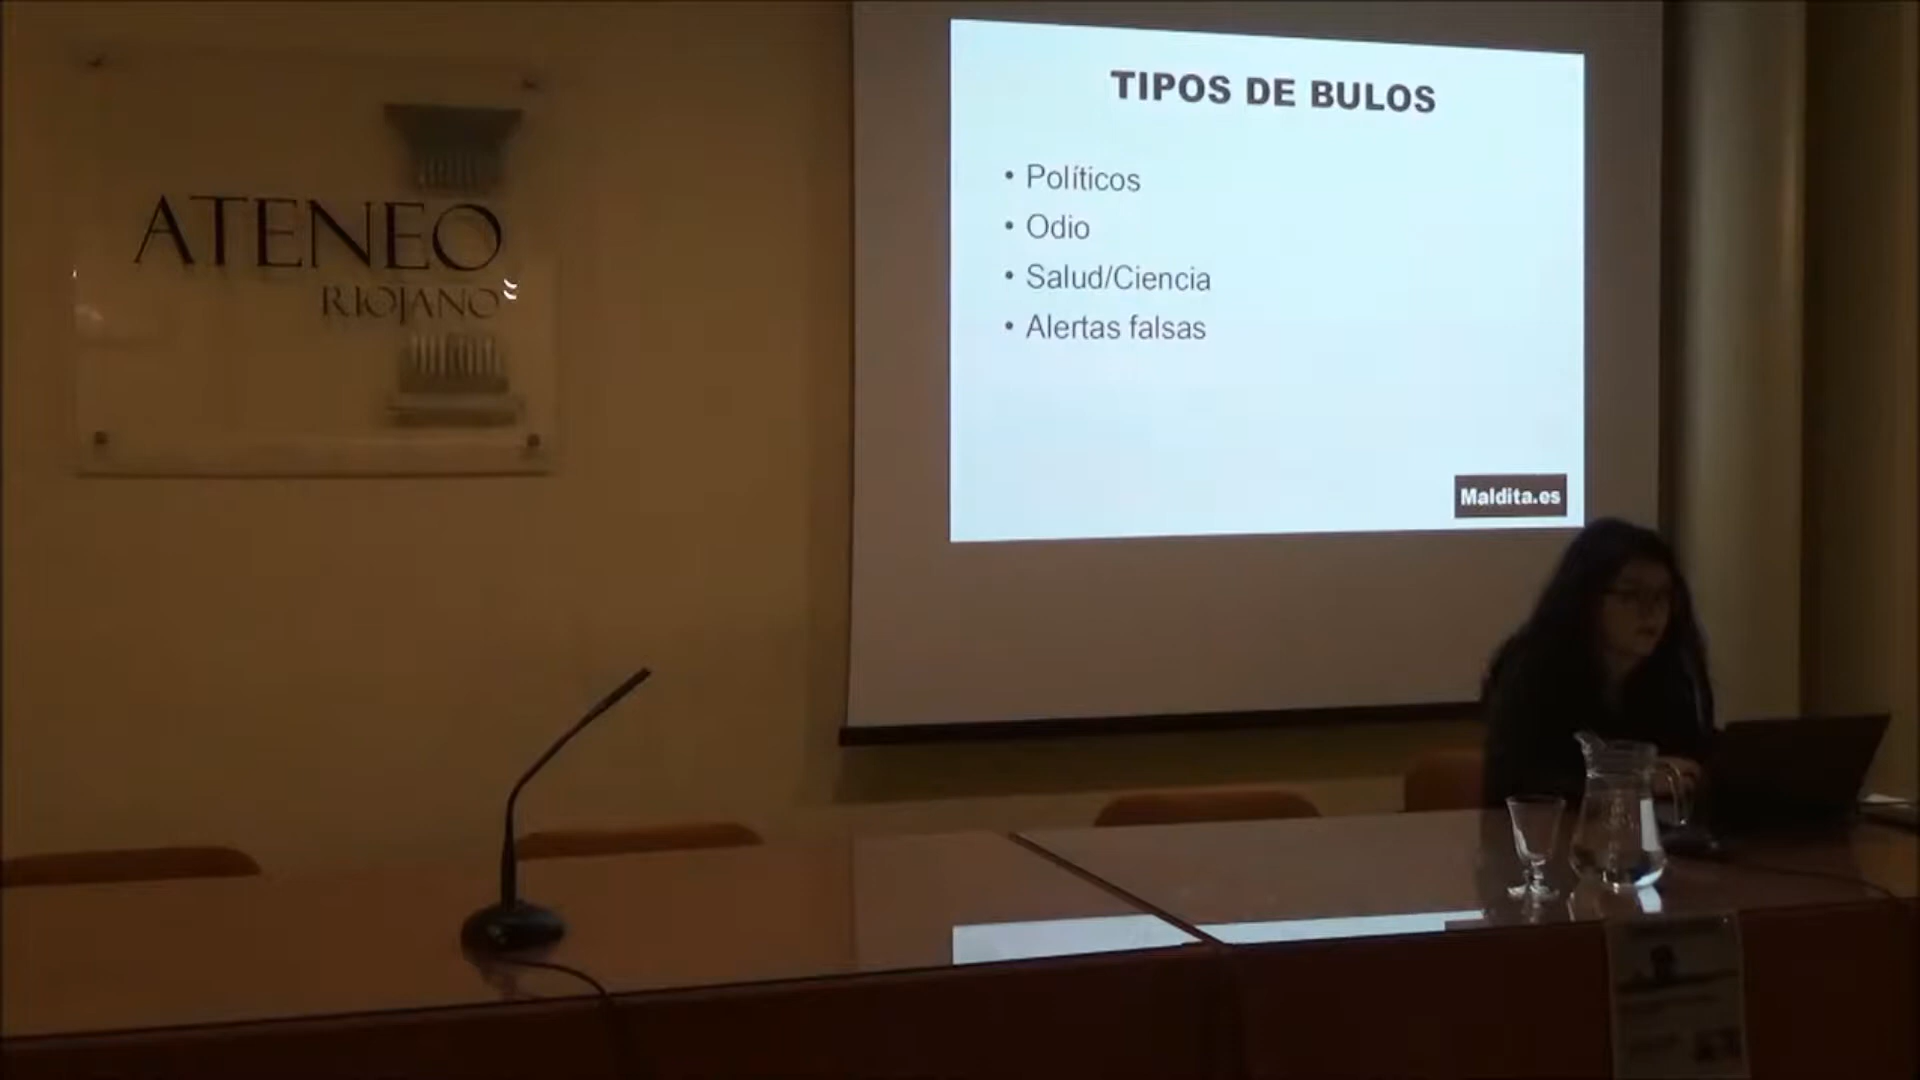 ATENEO
RIOJANO
TIPOS DE BULOS
• Políticos
• Odio
• Salud/Ciencia
• Alertas falsas
Maldita.es